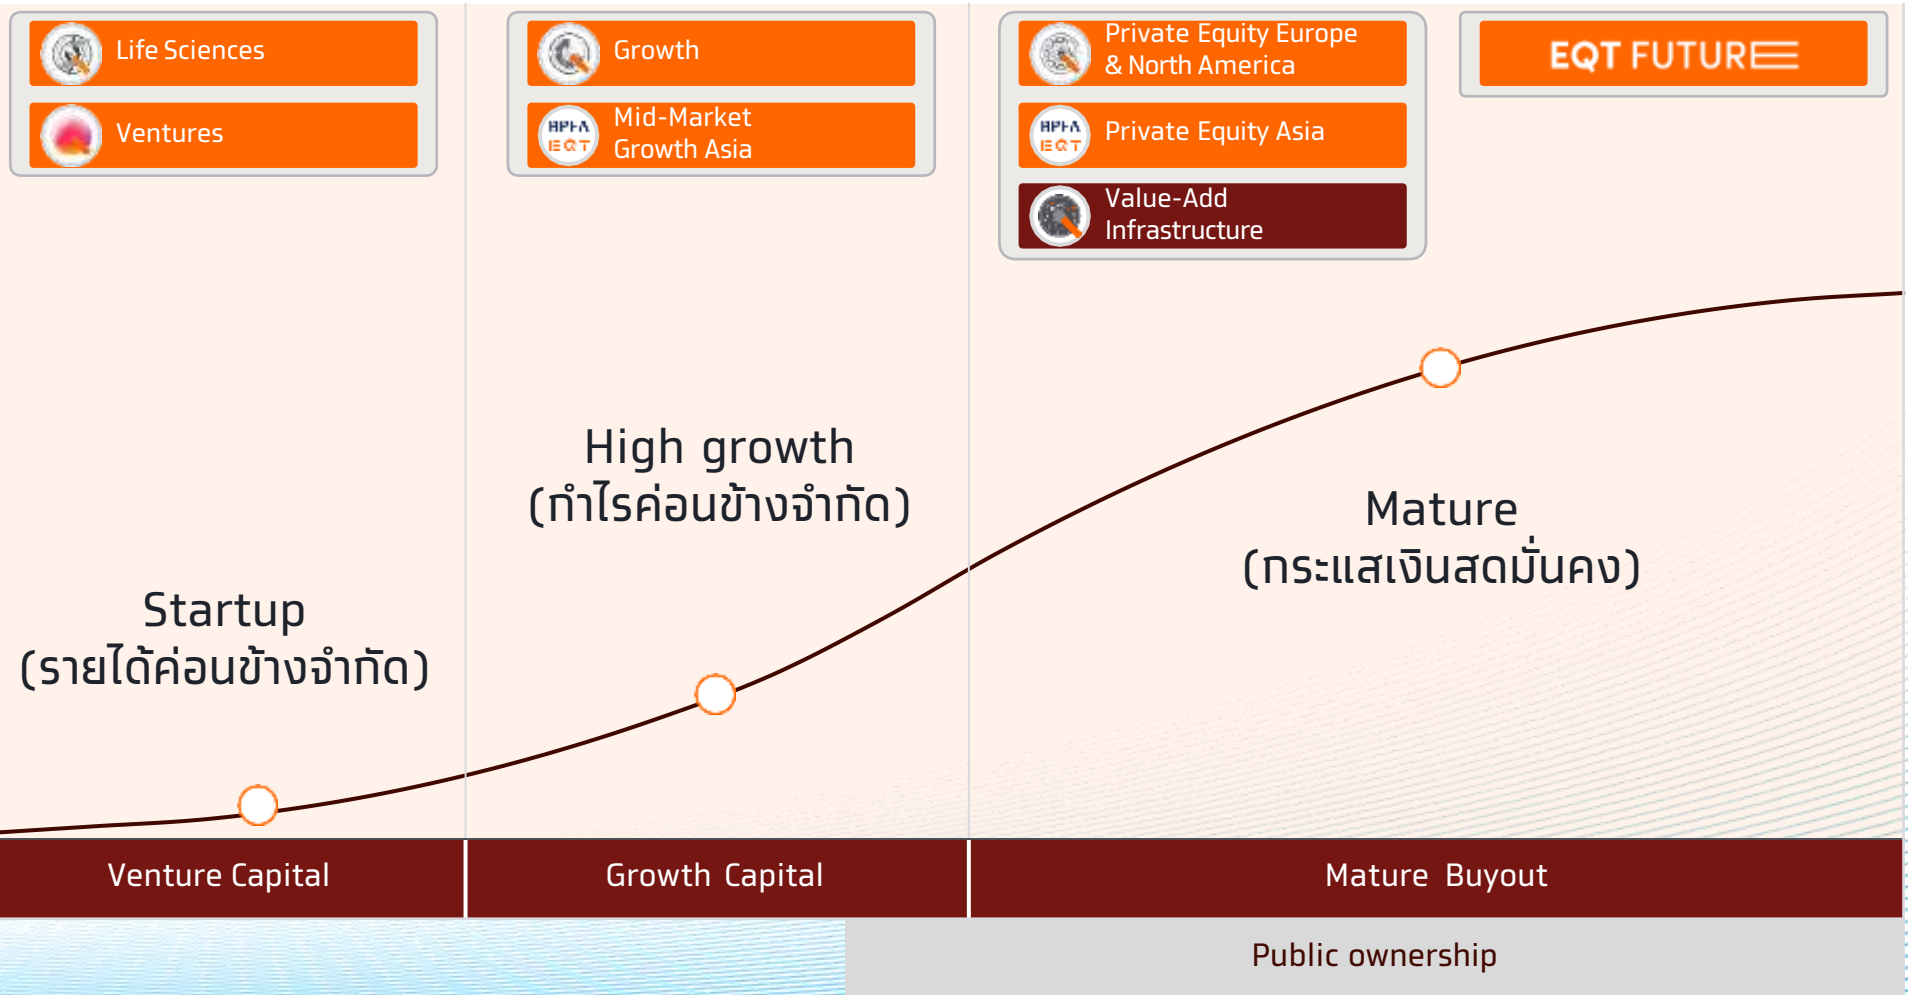 Life Sciences
Ventures
Growth
Mid-Market
Growth Asia
Private Equity Europe
& North America
Private Equity Asia
Value-Add
Infrastructure
EQT FUTURE
EQT
EQT
High growth
(กำไรค่อนข้างจำกัด)
Mature
(กระแสเงินสดมั่นคง)
Startup
(รายได้ค่อนข้างจำกัด)
Venture Capital
Growth Capital
Mature Buyout
Public ownership